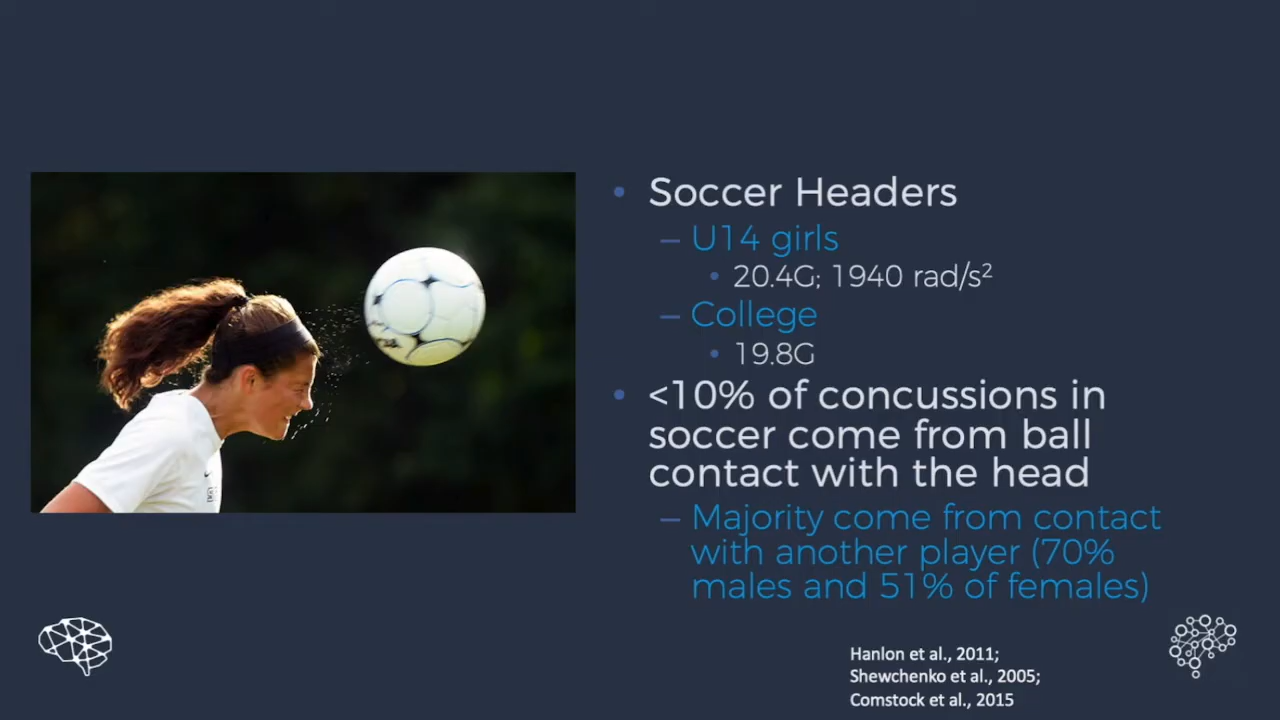 Soccer Headers
– U14 girls
20.4G; 1940 rad/s²
– College
19.8G
<10% of concussions in
soccer come from ball
contact with the head
– Majority come from contact
with another player (70%
males and 51% of females)
Hanlon et al., 2011;
Shewchenko et al., 2005;
Comstock et al., 2015